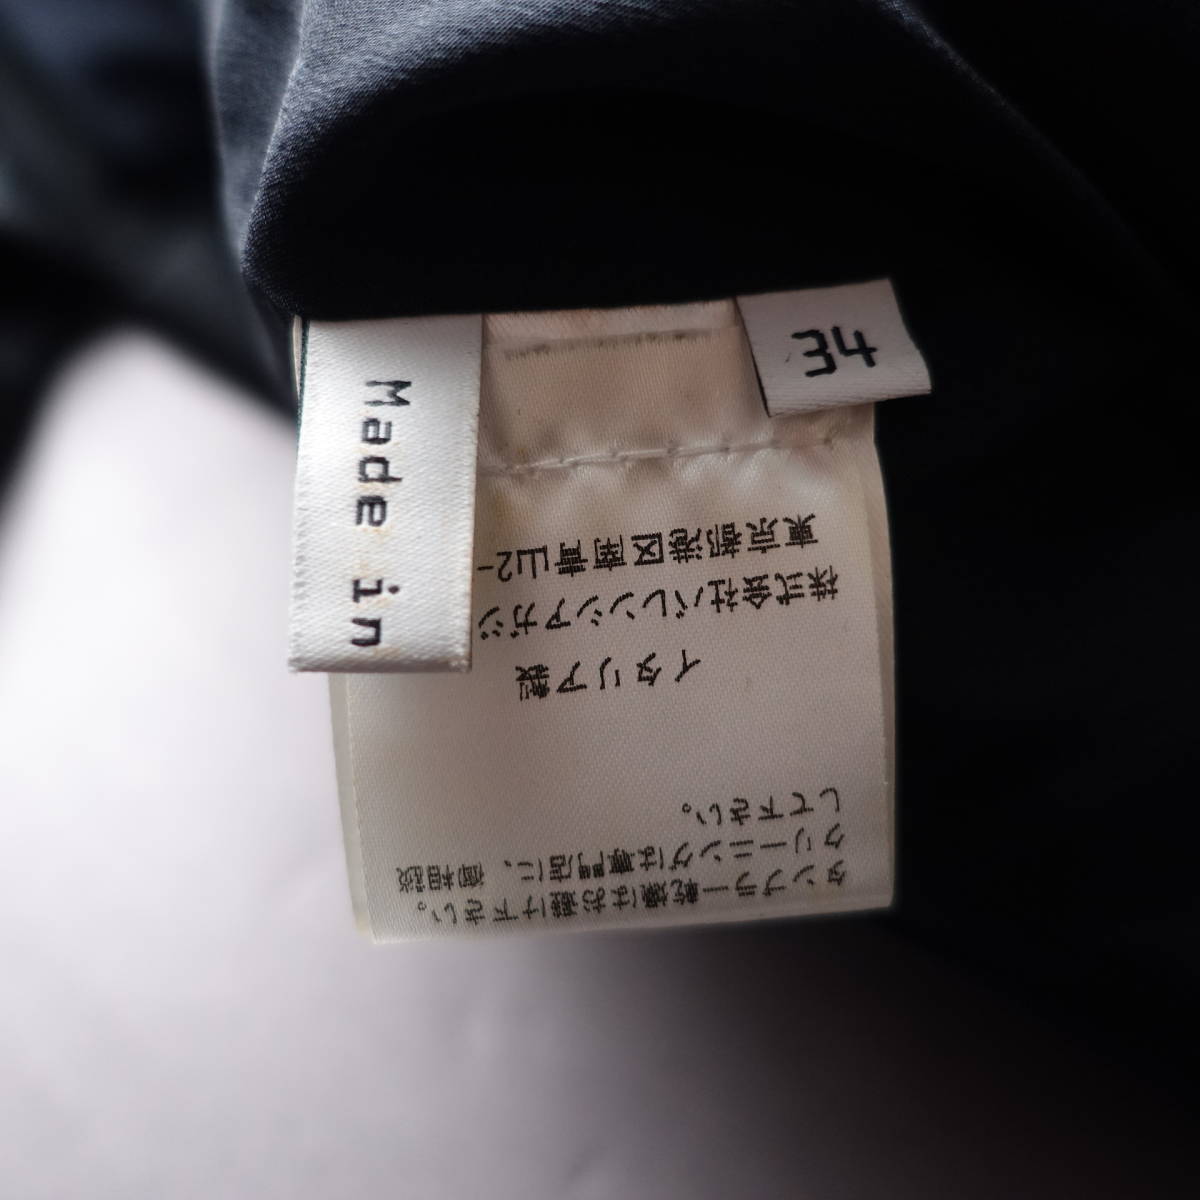 Made in
34
タンブラー乾燥はお避け下さい。
クリーニングは専門店に、御相談
して下さい。
イタリア製
株式会社バレンシアガジ
東京都港区南青山2-